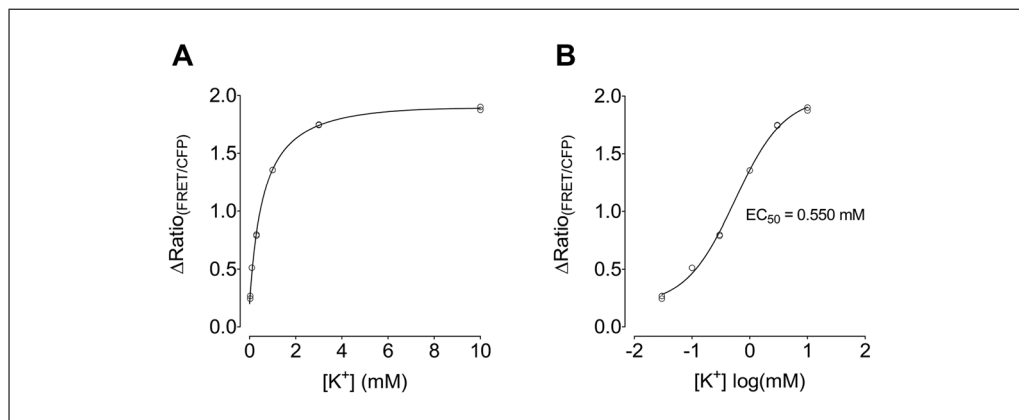 A
ΔRatio(FRET/CFP)
2.0
1.5
1.0
0.5
0.0
0 2 4 6 8 10
[K+] (mM)
B
ΔRatio(FRET/CFP)
2.0
1.5
1.0
0.5
0.0
EC50 = 0.550 mM
-2 -1 0 1 2
[K+] log(mM)